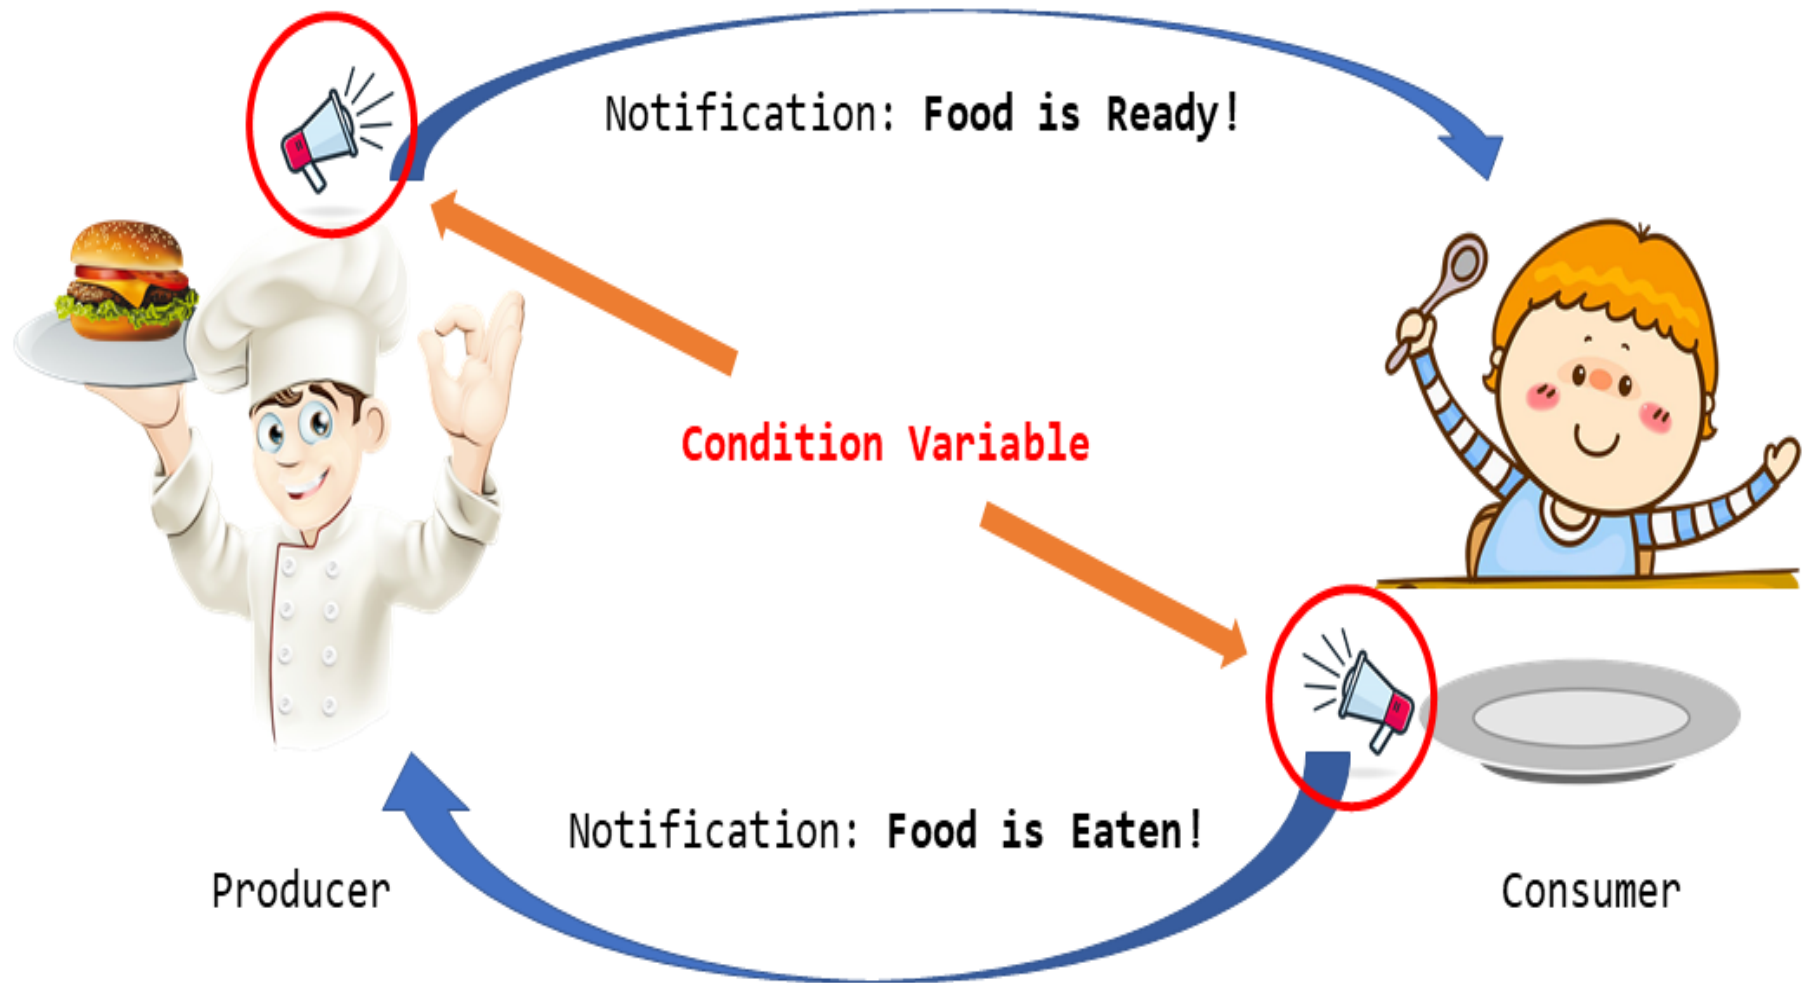 Notification: Food is Ready!
Condition Variable
Notification: Food is Eaten!
Producer
Consumer